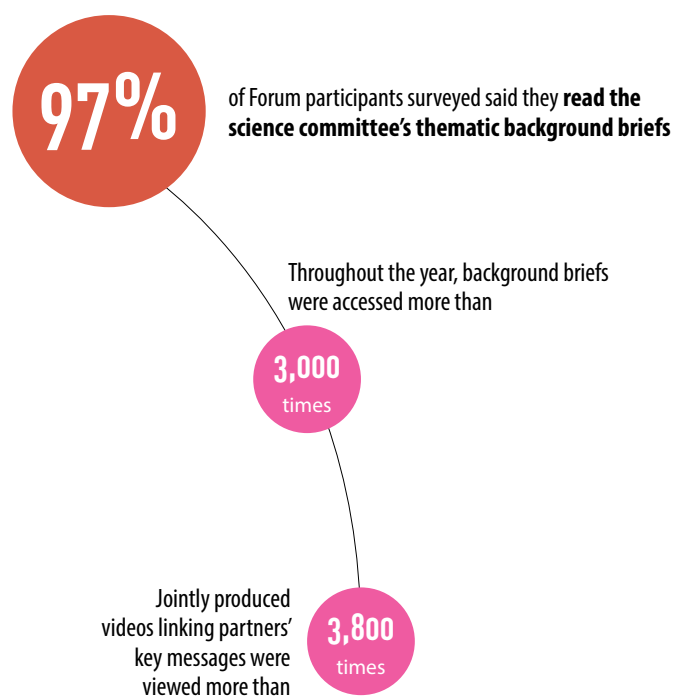 97%
of Forum participants surveyed said they read the
science committee’s thematic background briefs
Throughout the year, background briefs
were accessed more than
3,000
times
Jointly produced
videos linking partners’
key messages were
viewed more than
3,800
times